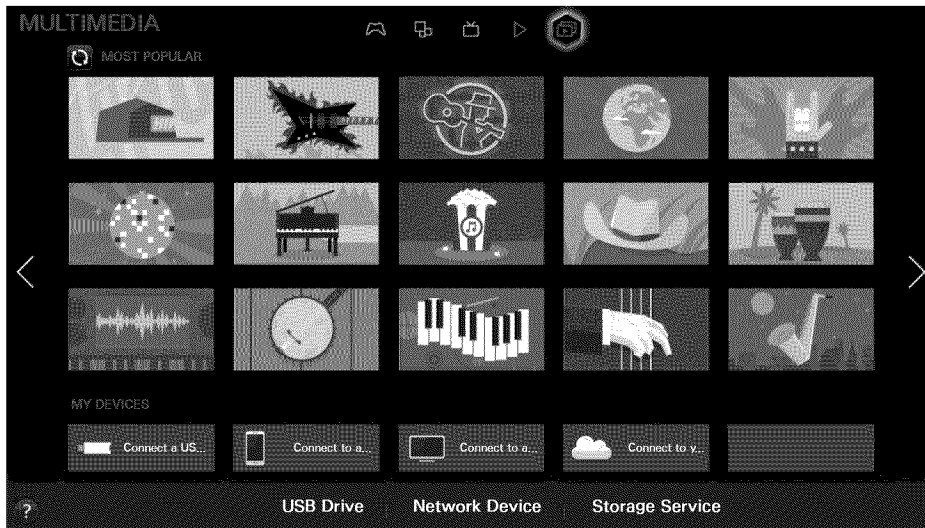 MULTIMEDIA
MOST POPULAR
MY DEVICES
Connect a US...
Connect to a...
Connect to a...
Connect to y...
?
USB Drive
Network Device
Storage Service